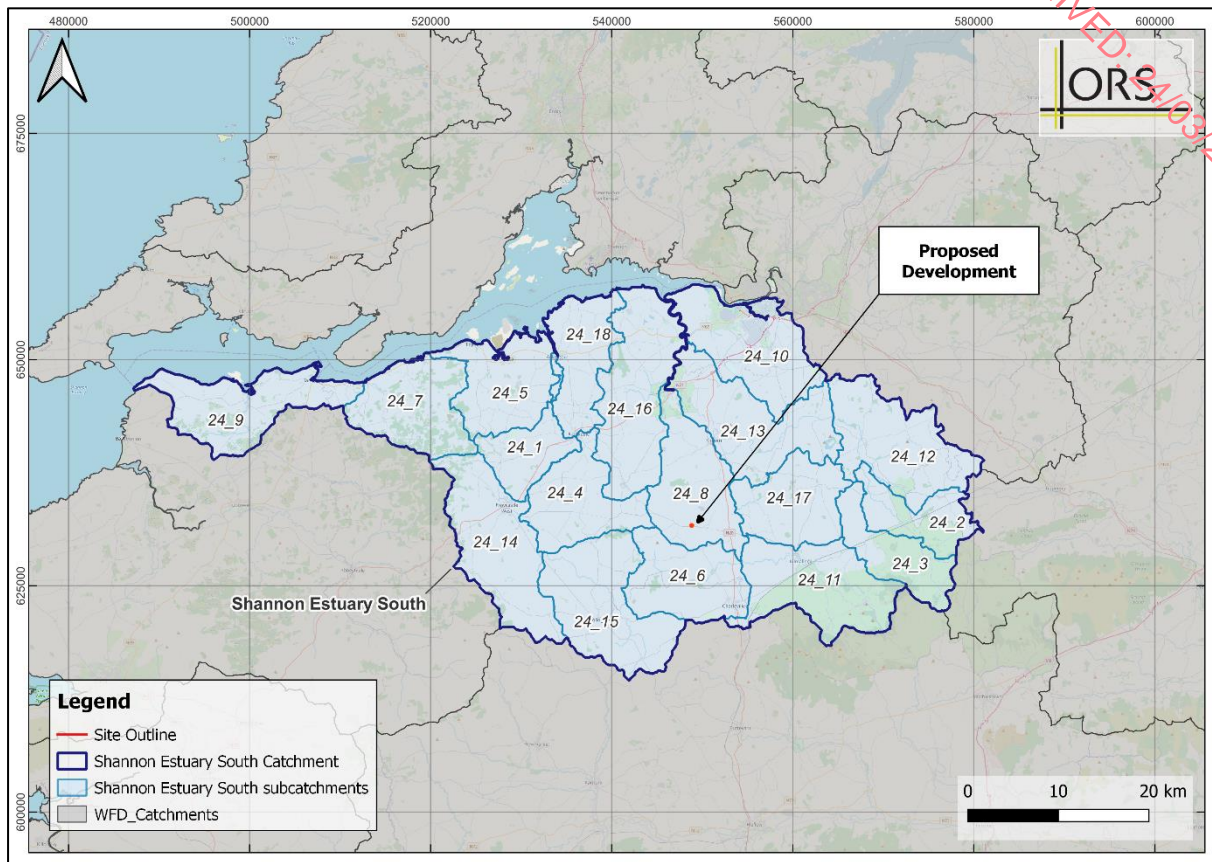 480000 500000 520000 540000 560000 580000 600000
675000
650000
625000
600000
ORS
Proposed
Development
24_18
24_10
24_5
24_7
24_16
24_9
24_13
24_1
24_12
24_4
24_8
24_17
24_2
24_14
24_3
24_6
24_11
Shannon Estuary South
24_15
Legend
Site Outline
Shannon Estuary South Catchment
Shannon Estuary South subcatchments
WFD_Catchments
0 10 20 km